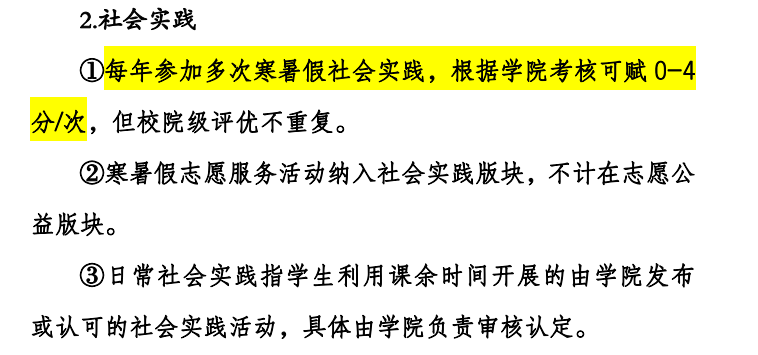 2.社会实践
①每年参加多次寒暑假社会实践，根据学院考核可赋 0-4
分/次，但校院级评优不重复。
②寒暑假志愿服务活动纳入社会实践版块，不计在志愿公
益版块。
③日常社会实践指学生利用课余时间开展的由学院发布
或认可的社会实践活动，具体由学院负责审核认定。